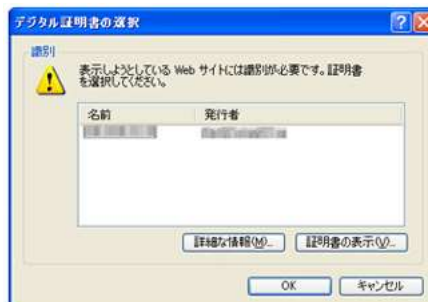 デジタル証明書の選択
識別
表示しようとしている Web サイトには識別が必要です。証明書
を選択してください。
名前 発行者
詳細な情報(M)... 証明書の表示(V)...
OK キャンセル